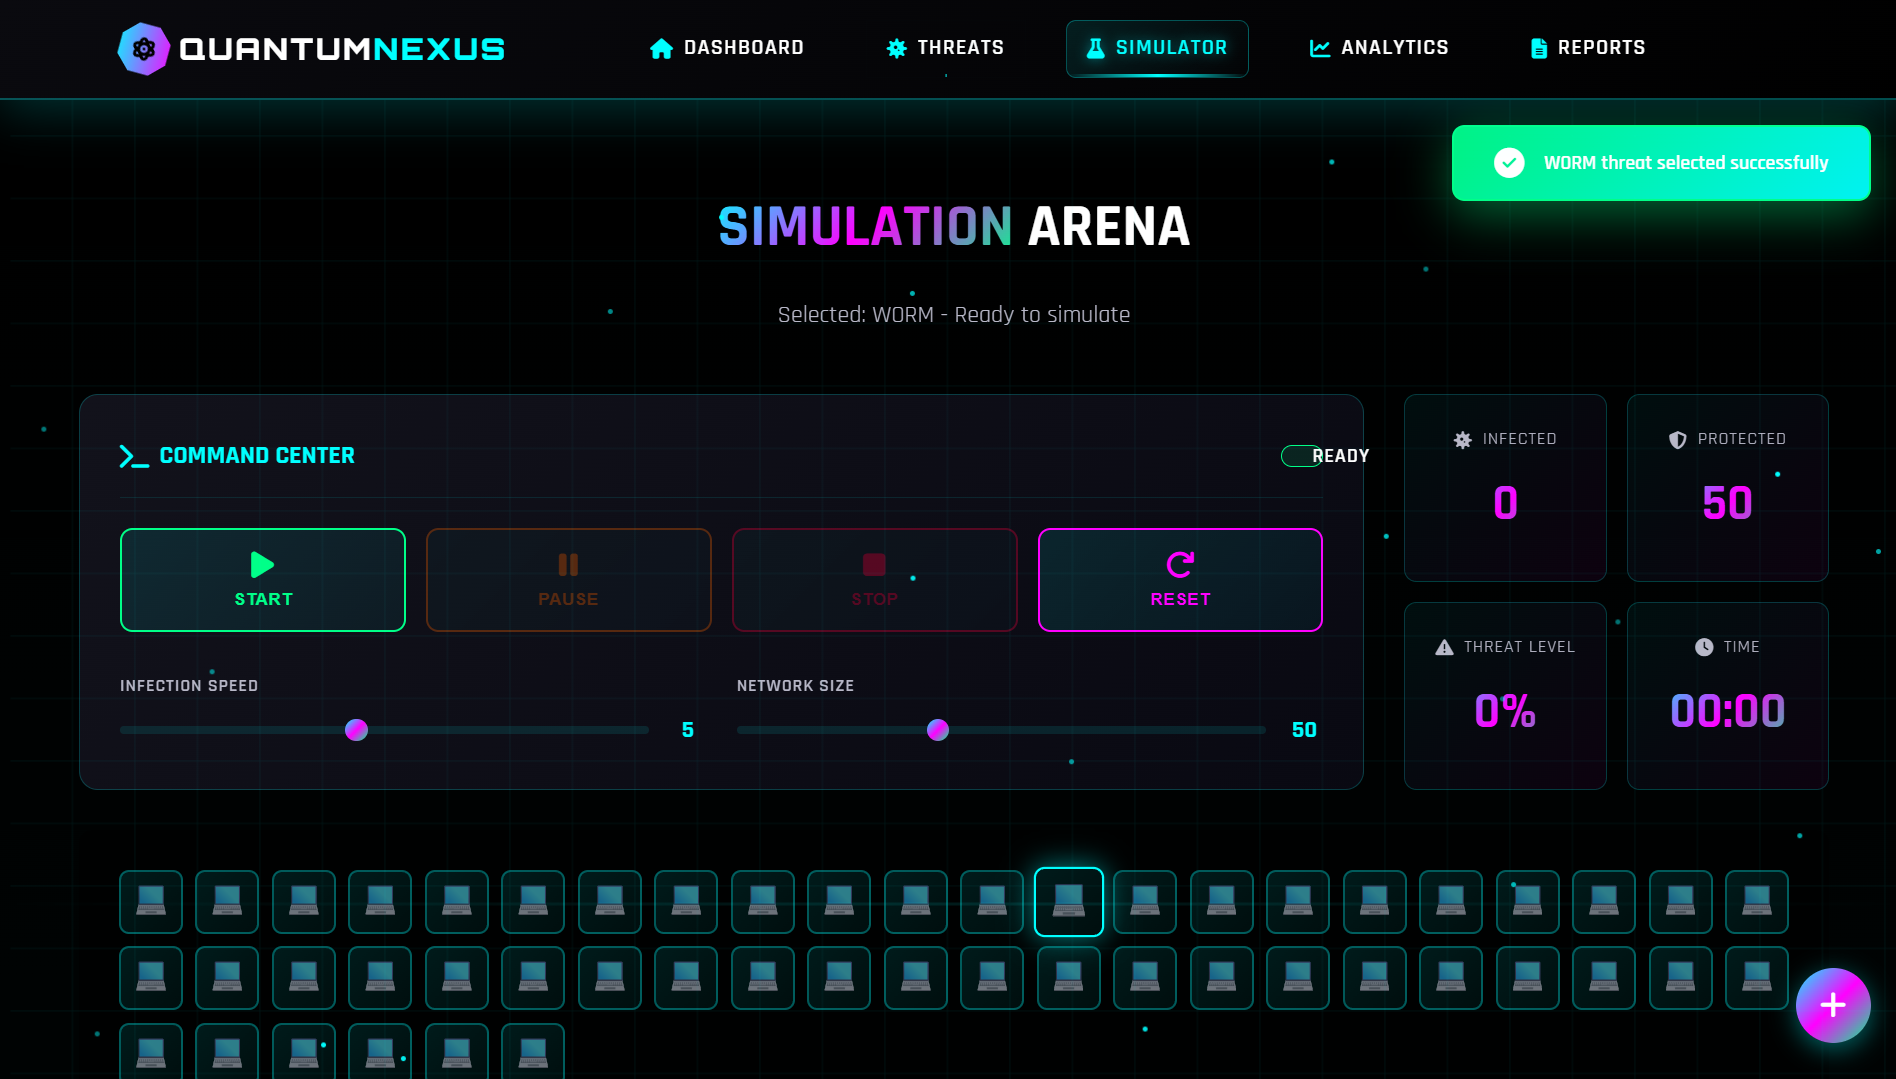 QUANTUMNEXUS
DASHBOARD
THREATS
SIMULATOR
ANALYTICS
REPORTS
WORM threat selected successfully
SIMULATION ARENA
Selected: WORM - Ready to simulate
COMMAND CENTER
READY
START
PAUSE
STOP
RESET
INFECTION SPEED
5
NETWORK SIZE
50
INFECTED
0
PROTECTED
50
THREAT LEVEL
0%
TIME
00:00